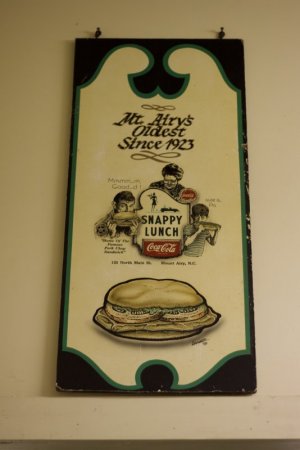 Mt. Airy's
Oldest
Since 1923
Mmmm,m
Good..d!
SNAPPY
LUNCH
Coca-Cola
"Home Of The
Famous
Pork Chop
Sandwich"
125 North Main St. Mount Airy, N.C.